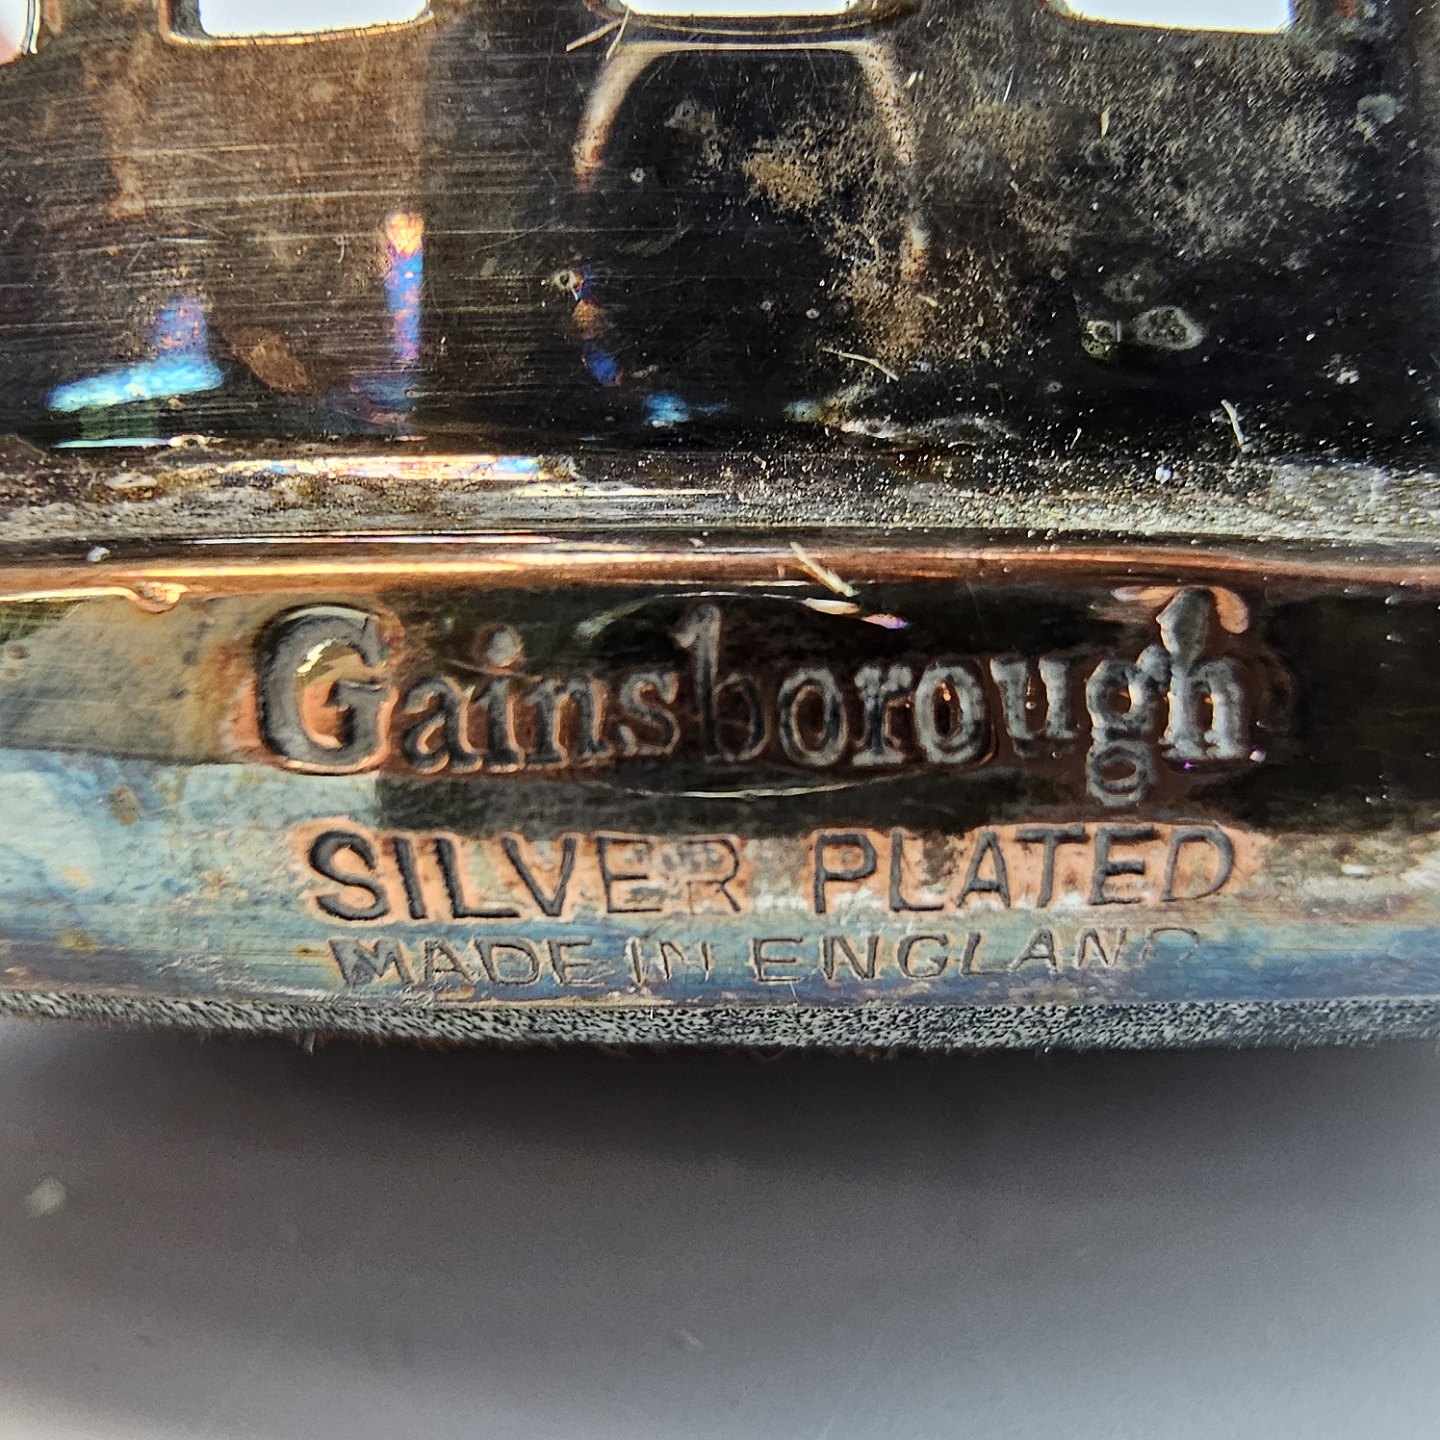 Gainsborough
SILVER PLATED
MADE IN ENGLAND